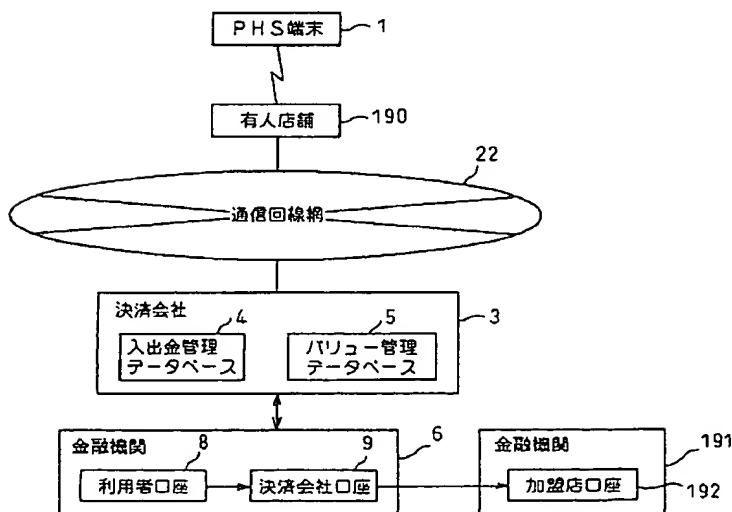 PHS端末
1
有人店舗
190
22
通信回線網
決済会社
3
4
入出金管理
データベース
5
バリュー管理
データベース
金融機関
6
8
利用者口座
9
決済会社口座
金融機関
191
加盟店口座
192